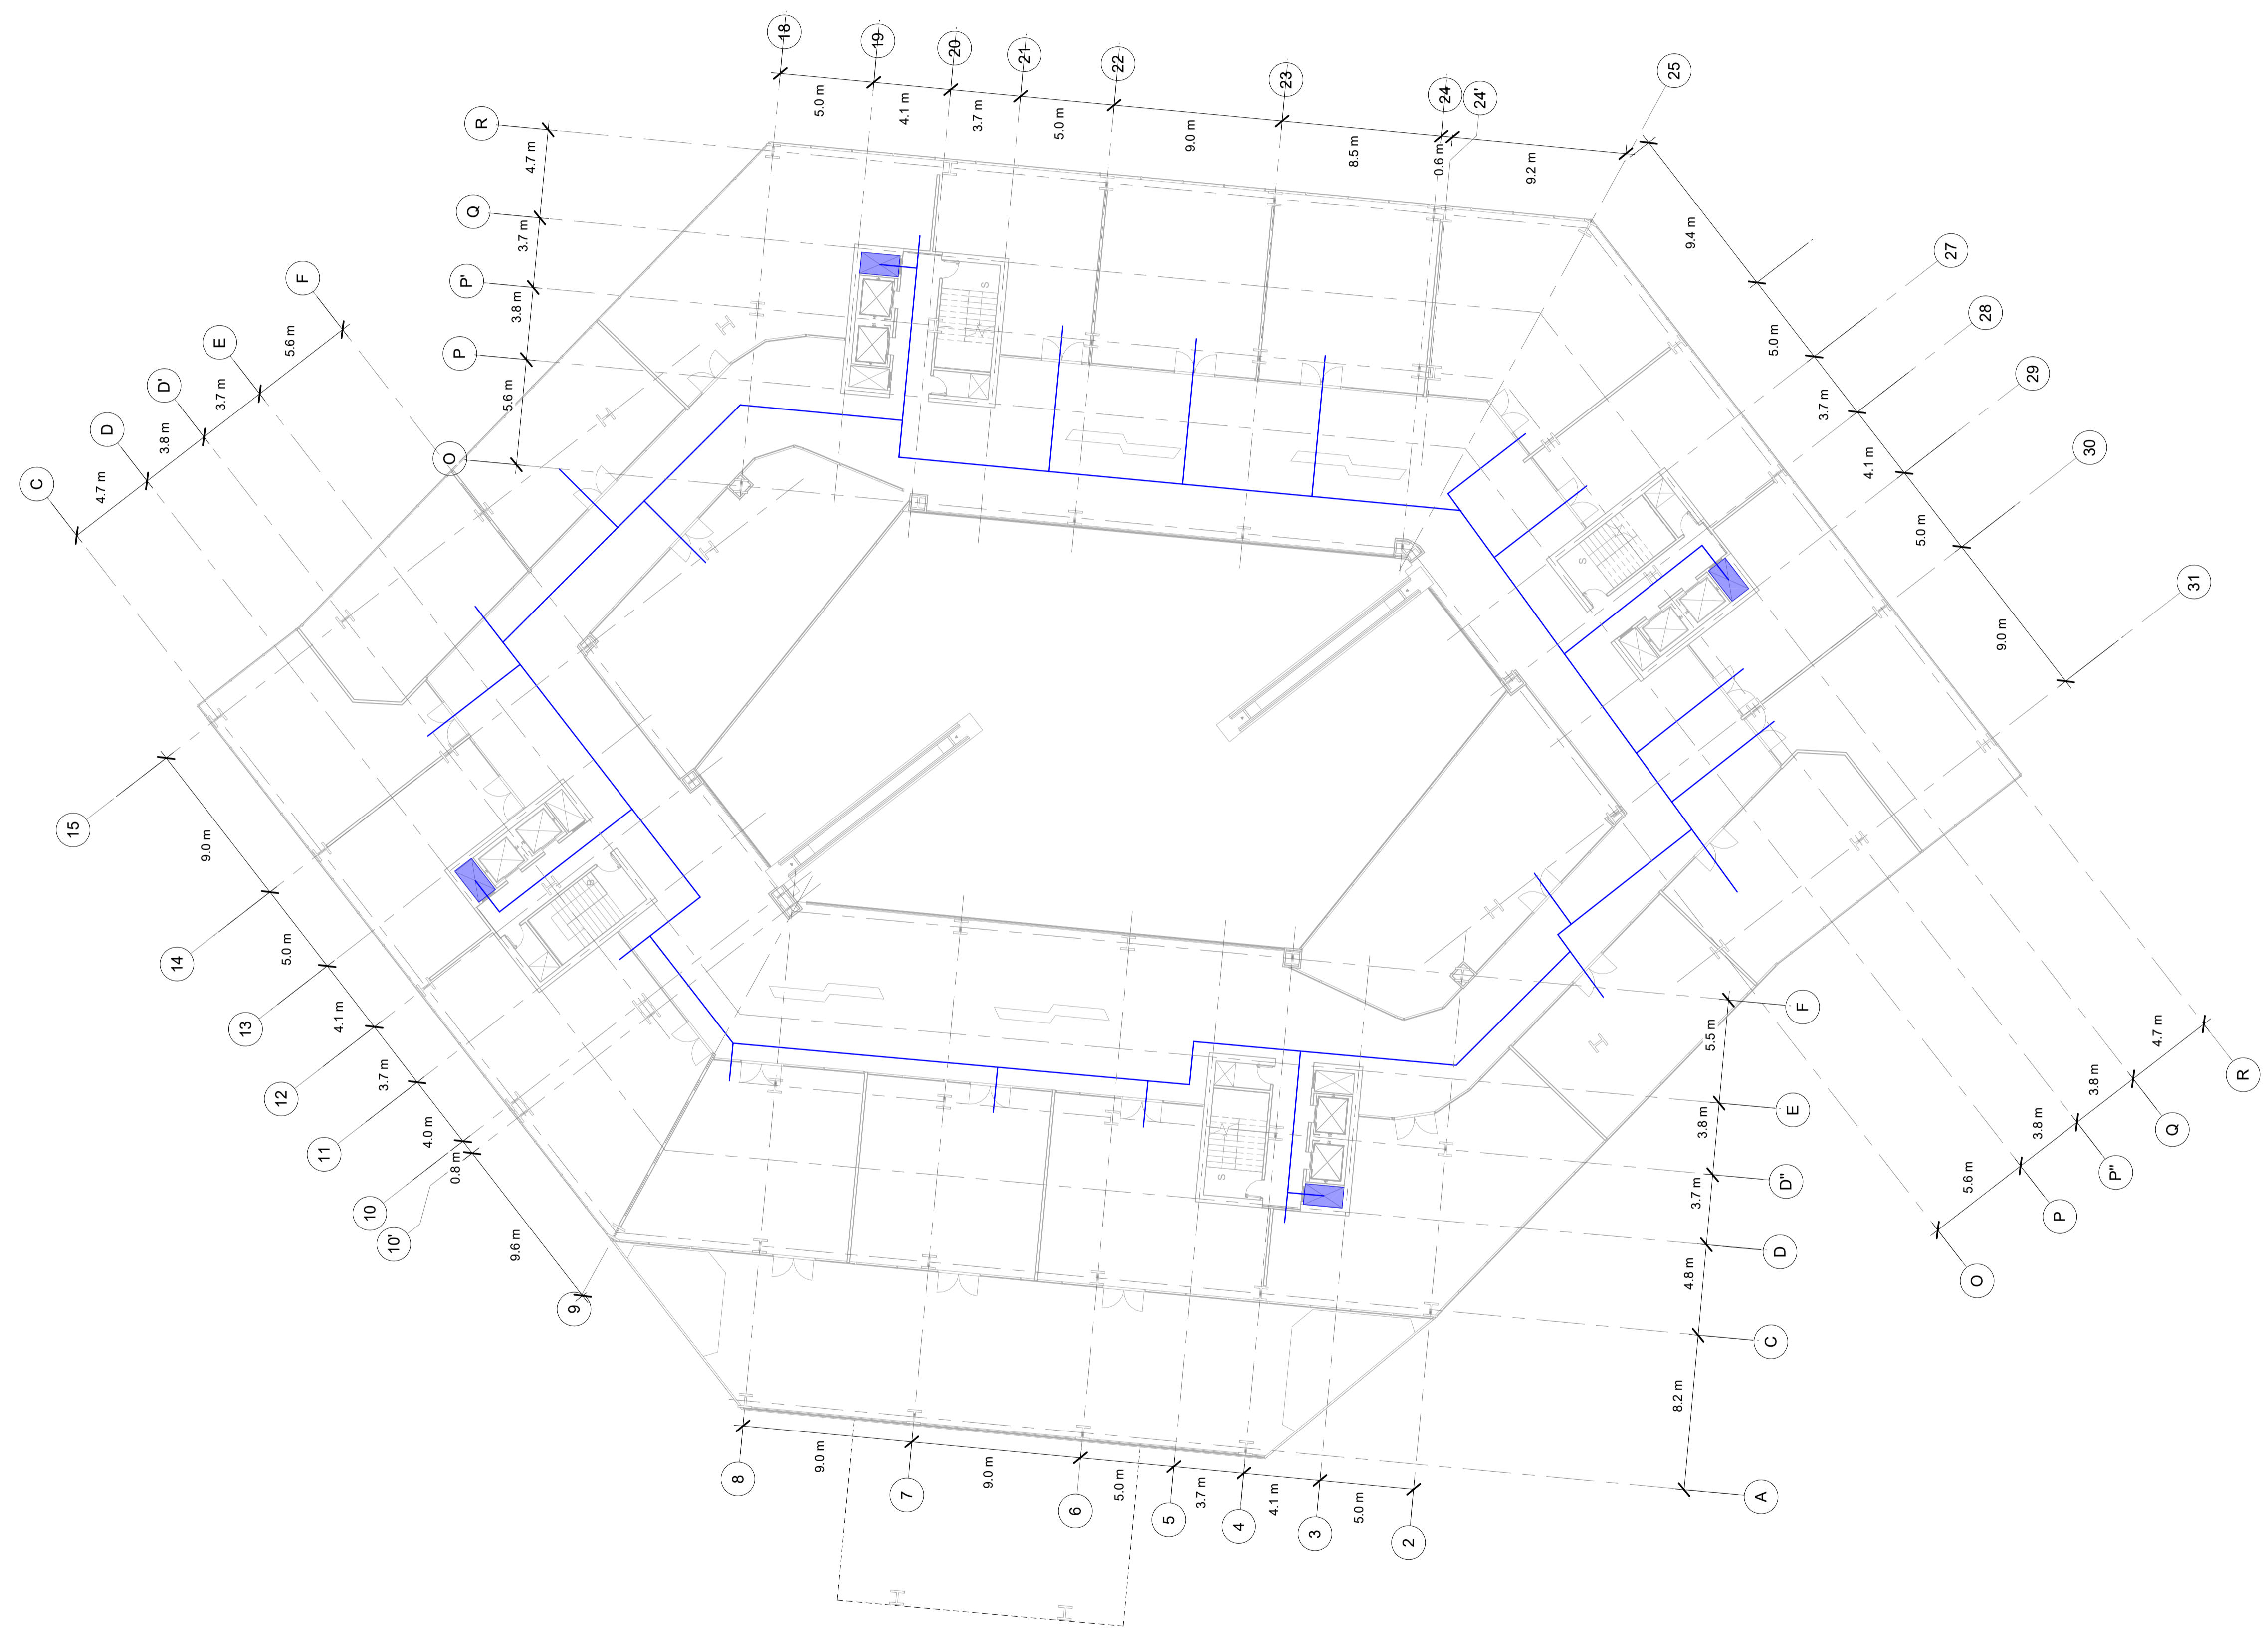 18
19
20
21
22
23
24
24'
25
5.0 m
4.1 m
3.7 m
5.0 m
9.0 m
8.5 m
0.6 m
9.2 m
R
Q
P'
P
O
4.7 m
3.7 m
3.8 m
5.6 m
F
E
D'
D
C
5.6 m
3.7 m
3.8 m
4.7 m
27
28
29
30
31
9.4 m
5.0 m
3.7 m
4.1 m
5.0 m
9.0 m
S
S
S
S
15
14
13
12
11
10
10'
9
9.0 m
5.0 m
4.1 m
3.7 m
4.0 m
0.8 m
9.6 m
R
Q
P"
P
O
4.7 m
3.8 m
3.8 m
5.6 m
F
E
D"
D
C
A
5.5 m
3.8 m
3.7 m
4.8 m
8.2 m
8
7
6
5
4
3
2
9.0 m
9.0 m
5.0 m
3.7 m
4.1 m
5.0 m